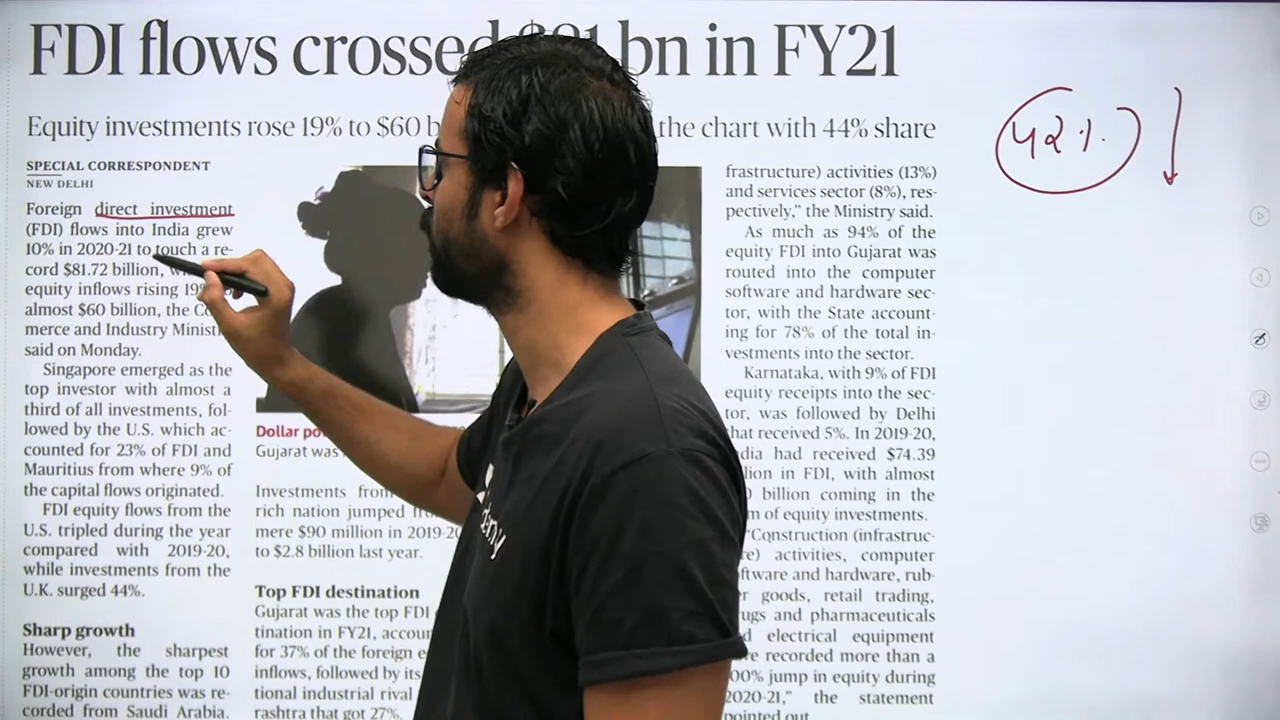 FDI flows crossed bn in FY21
Equity investments rose 19% to $60 the chart with 44% share
SPECIAL CORRESPONDENT
NEW DELHI
Foreign direct investment
(FDI) flows into India grew
10% in 2020-21 to touch a re-
cord $81.72 billion,
equity inflows rising
almost $60 billion, the
merce and Industry
said on Monday.
Singapore emerged as the
top investor with almost a
third of all investments, fol-
lowed by the U.S. which ac-
counted for 23% of FDI and
Mauritius from where 9% of
the capital flows originated.
FDI equity flows from the
U.S. tripled during the year
compared with 2019-20,
while investments from the
U.K. surged 44%.
Sharp growth
However, the sharpest
growth among the top 10
FDI-origin countries was re-
corded from Saudi Arabia.
Dollar
Gujarat was
Investments from
rich nation jumped
mere $90 million in
to $2.8 billion last year.
Top FDI destination
Gujarat was the top FDI
tination in FY21,
for 37% of the foreign
inflows, followed by its
tional industrial rival
rashtra that got 27%.
frastructure) activities (13%)
and services sector (8%), res-
pectively,” the Ministry said.
As much as 94% of the
equity FDI into Gujarat was
routed into the computer
software and hardware sec-
tor, with the State account-
ing for 78% of the total in-
vestments into the sector.
Karnataka, with 9% of FDI
equity receipts into the sec-
tor, was followed by Delhi
that received 5%. In 2019-20,
had received $74.39
in FDI, with almost
billion coming in the
of equity investments.
“Construction (infrastruc-
activities, computer
and hardware, rub-
goods, retail trading,
and pharmaceuticals
electrical equipment
recorded more than a
jump in equity during
2020-21,” the statement
pointed out.
42%